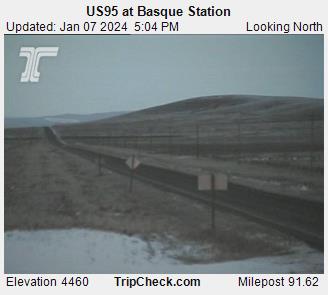 US95 at Basque Station
Updated: Jan 07 2024 5:04 PM Looking North
Elevation 4460 TripCheck.com Milepost 91.62